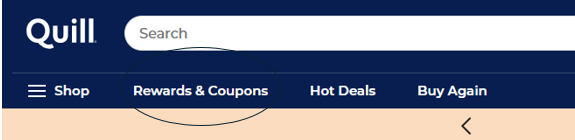 Quill
Search
Shop Rewards & Coupons Hot Deals Buy Again